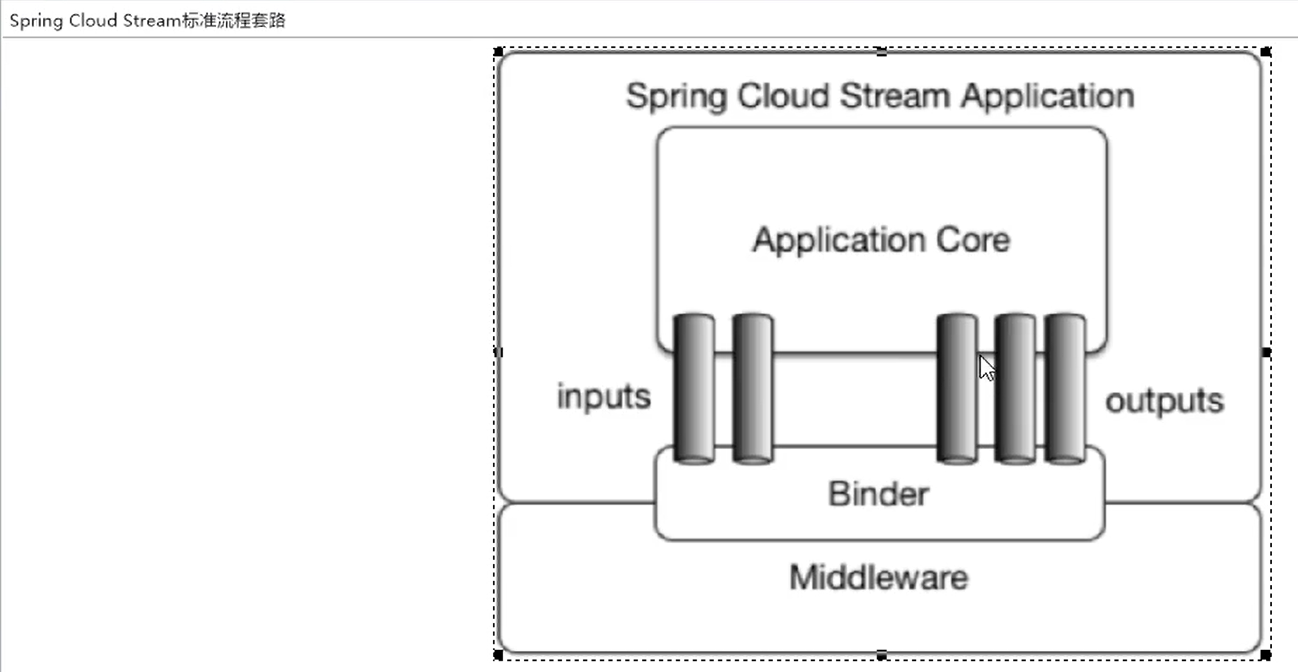 Spring Cloud Stream标准流程套路
Spring Cloud Stream Application
Application Core
inputs
outputs
Binder
Middleware